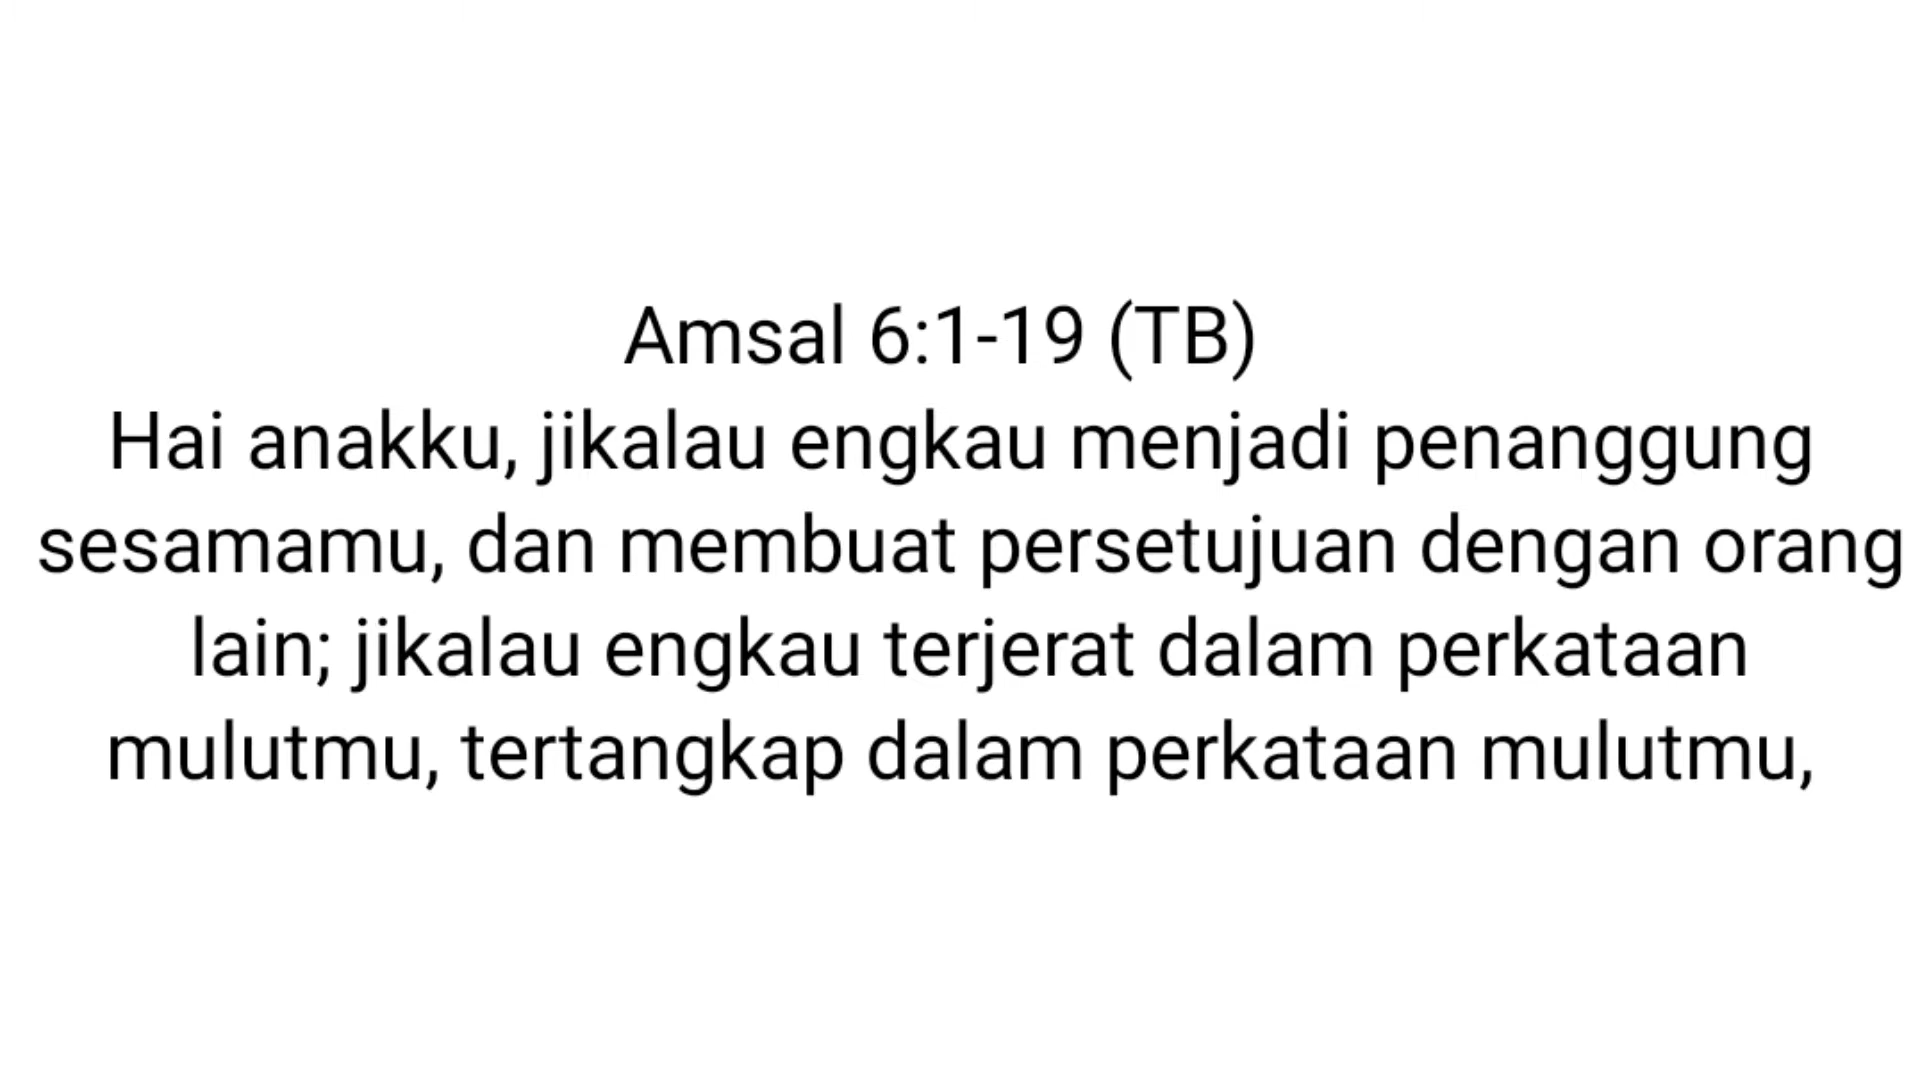 Amsal 6:1-19 (TB)
Hai anakku, jikalau engkau menjadi penanggung
sesamamu, dan membuat persetujuan dengan orang
lain; jikalau engkau terjerat dalam perkataan
mulutmu, tertangkap dalam perkataan mulutmu,